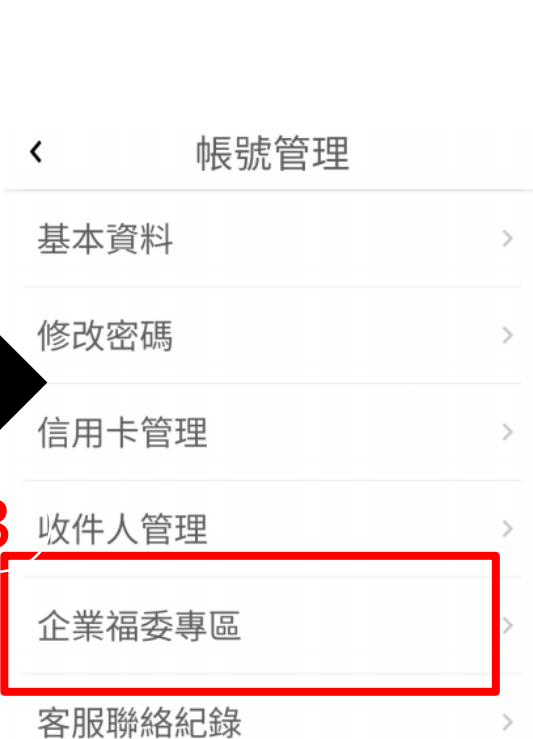 帳號管理
基本資料
修改密碼
信用卡管理
3
收件人管理
企業福委專區
客服聯絡紀錄